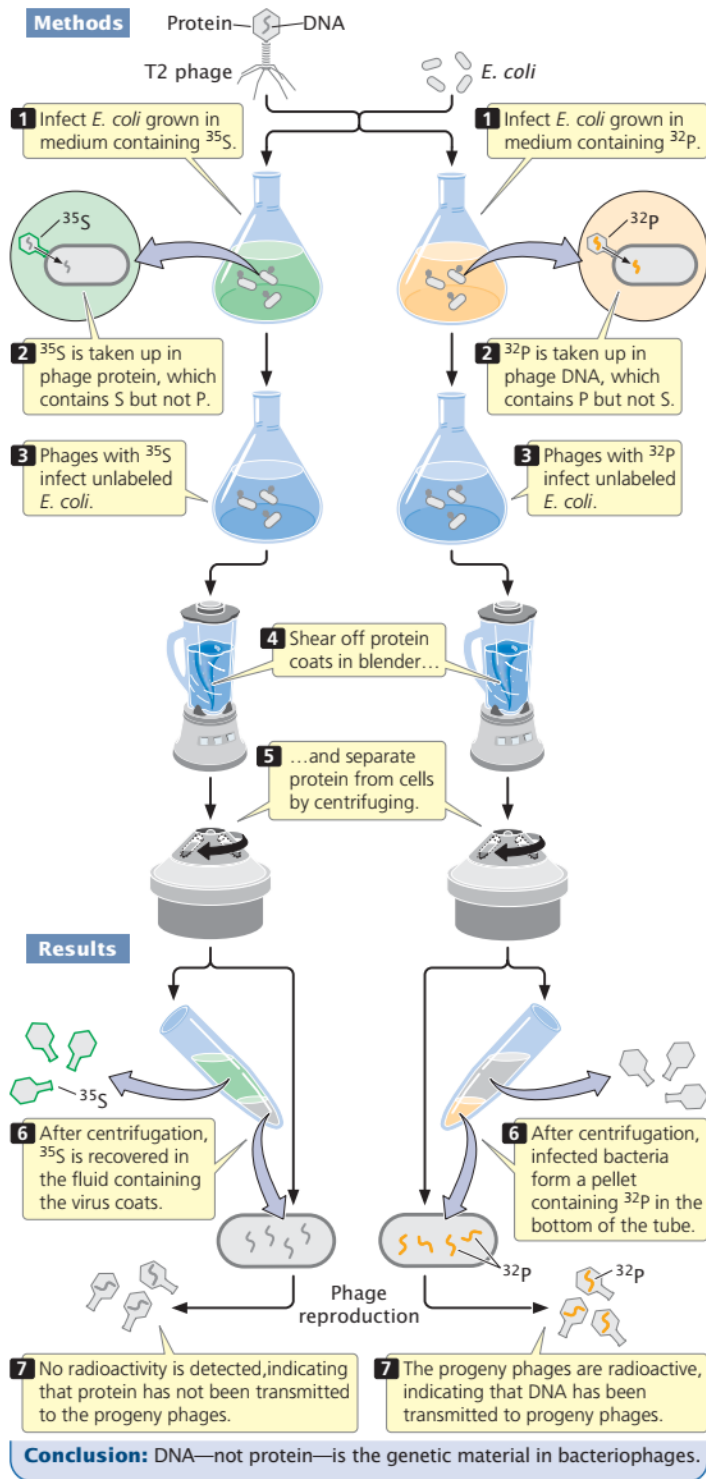 Methods
Protein
DNA
T2 phage
E. coli
1 Infect E. coli grown in
medium containing ³⁵S.
1 Infect E. coli grown in
medium containing ³²P.
³⁵S
³²P
2 ³⁵S is taken up in
phage protein, which
contains S but not P.
2 ³²P is taken up in
phage DNA, which
contains P but not S.
3 Phages with ³⁵S
infect unlabeled
E. coli.
3 Phages with ³²P
infect unlabeled
E. coli.
4 Shear off protein
coats in blender…
5 …and separate
protein from cells
by centrifuging.
Results
³⁵S
6 After centrifugation,
³⁵S is recovered in
the fluid containing
the virus coats.
6 After centrifugation,
infected bacteria
form a pellet
containing ³²P in the
bottom of the tube.
³²P
Phage
reproduction
³²P
7 No radioactivity is detected,indicating
that protein has not been transmitted
to the progeny phages.
7 The progeny phages are radioactive,
indicating that DNA has been
transmitted to progeny phages.
Conclusion: DNA—not protein—is the genetic material in bacteriophages.